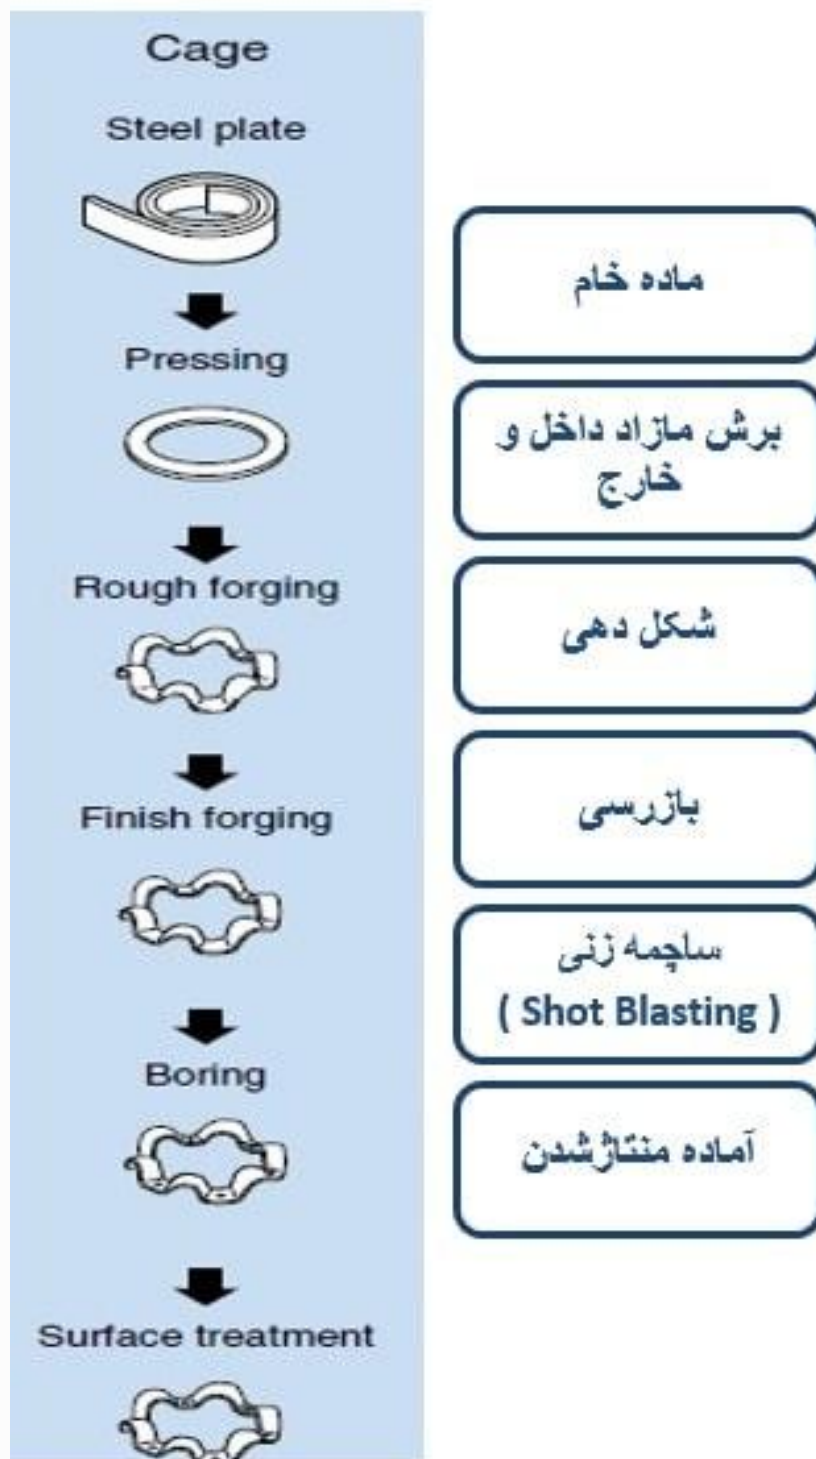 Cage
Steel plate
Pressing
Rough forging
Finish forging
Boring
Surface treatment
ماده خام
برش مازاد داخل و
خارج
شکل دهی
بازرسی
ساچمه زنی
( Shot Blasting )
آماده منتاژشدن